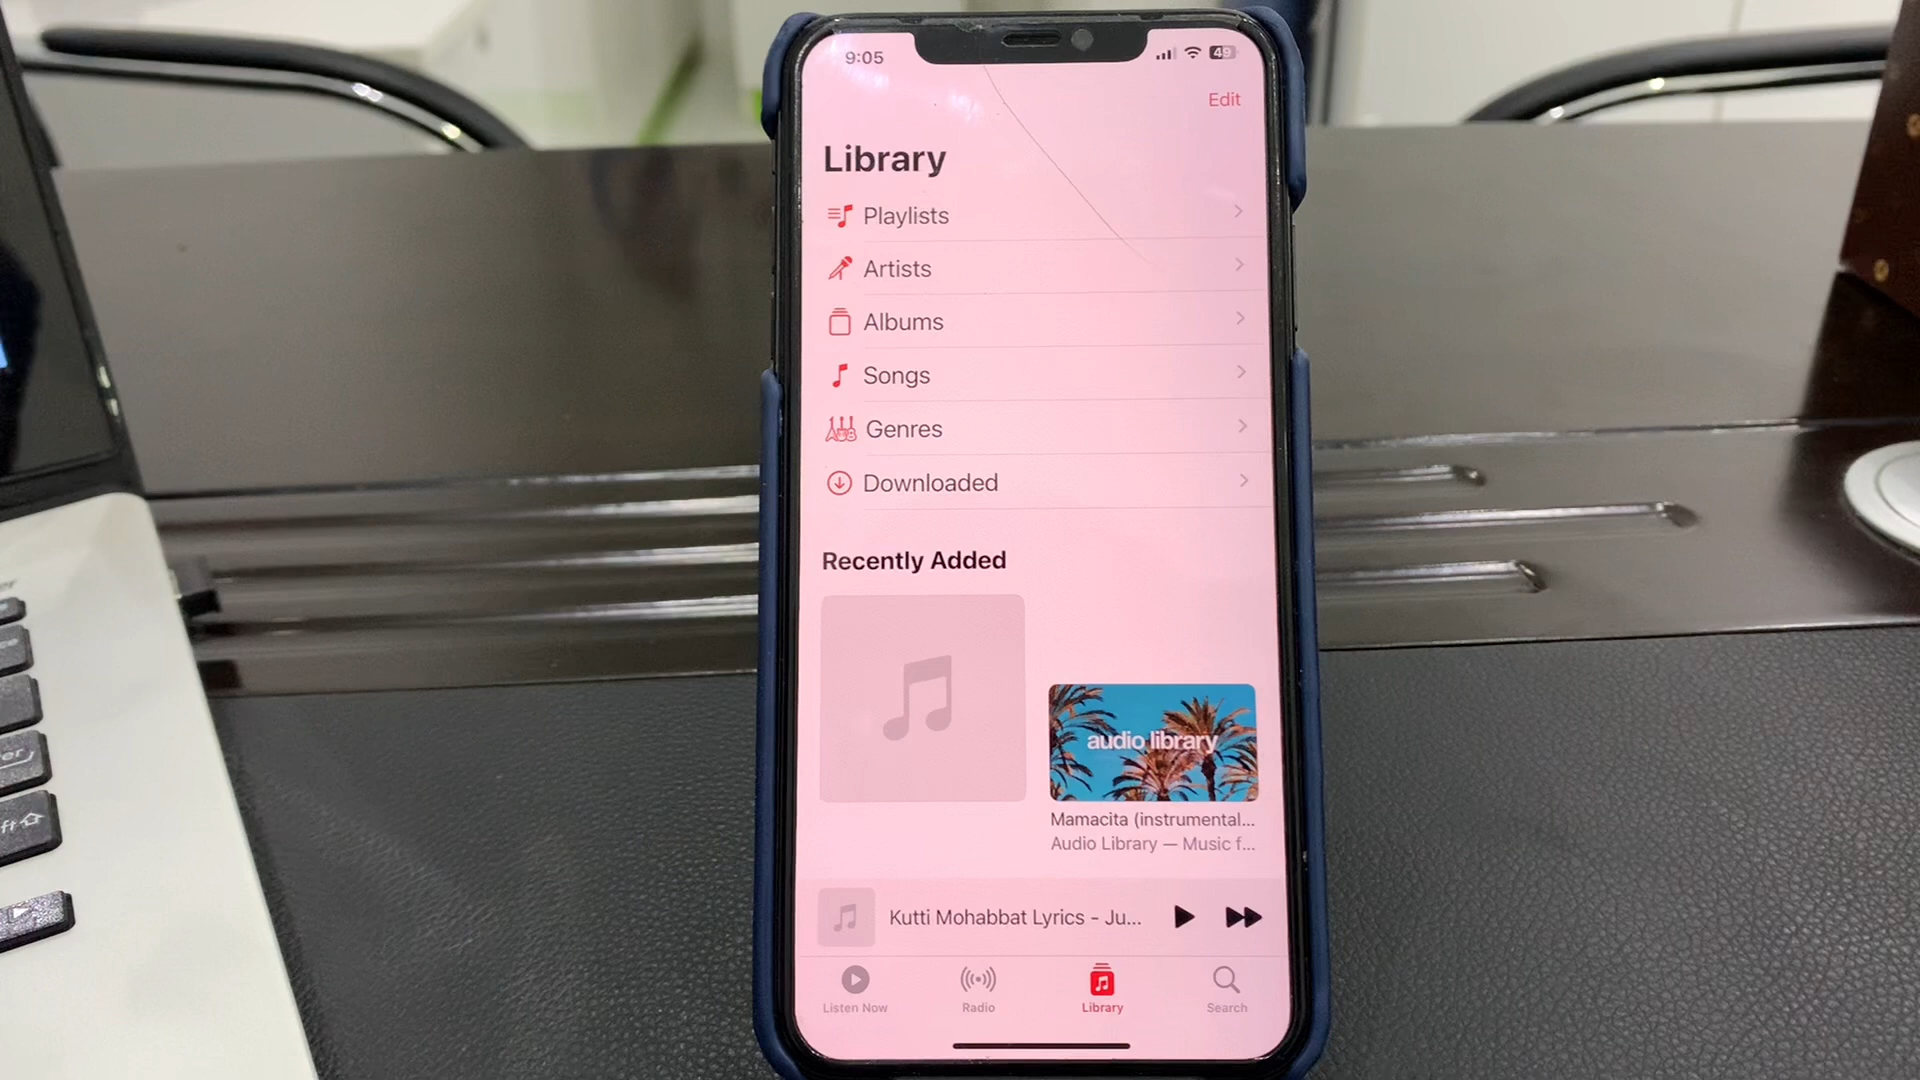 9:05
49
Edit
Library
Playlists
Artists
Albums
Songs
Genres
Downloaded
Recently Added
audio library
Mamacita (instrumental...
Audio Library — Music f...
Kutti Mohabbat Lyrics - Ju...
Listen Now
Radio
Library
Search